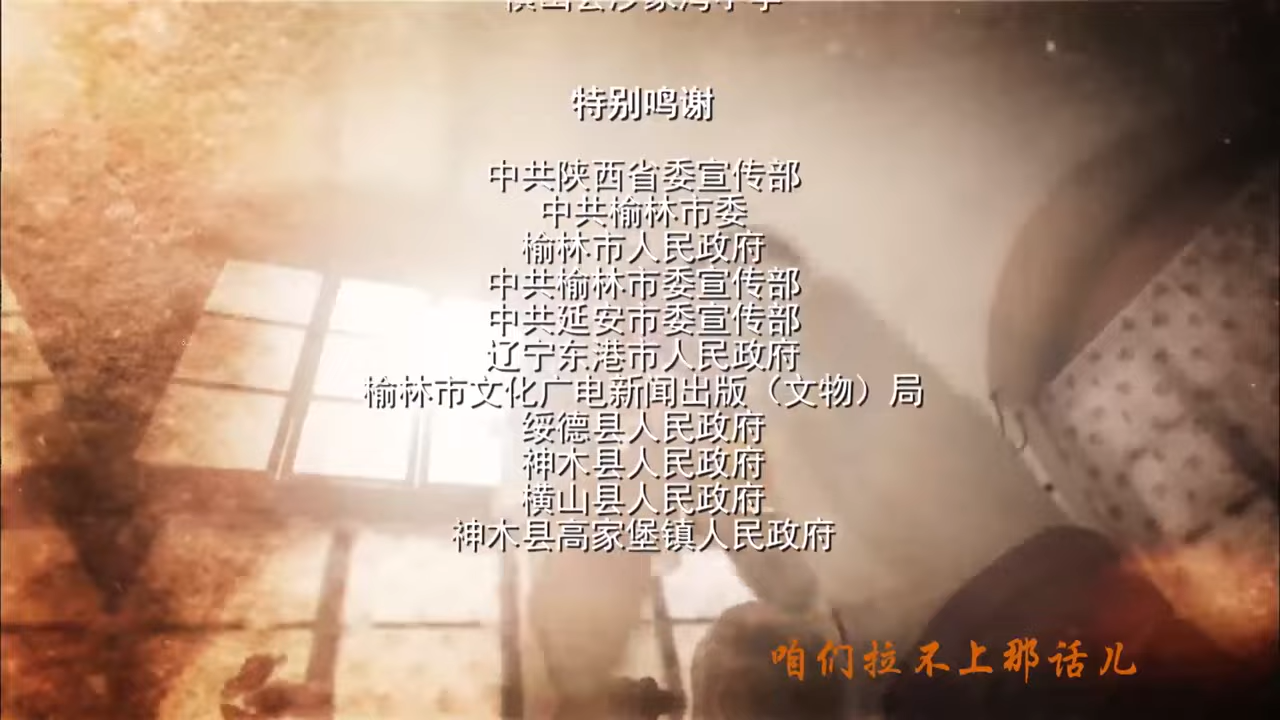 特别鸣谢
中共陕西省委宣传部
中共榆林市委
榆林市人民政府
中共榆林市委宣传部
中共延安市委宣传部
辽宁东港市人民政府
榆林市文化广电新闻出版（文物）局
绥德县人民政府
神木县人民政府
横山县人民政府
神木县高家堡镇人民政府
咱们拉不上那话儿